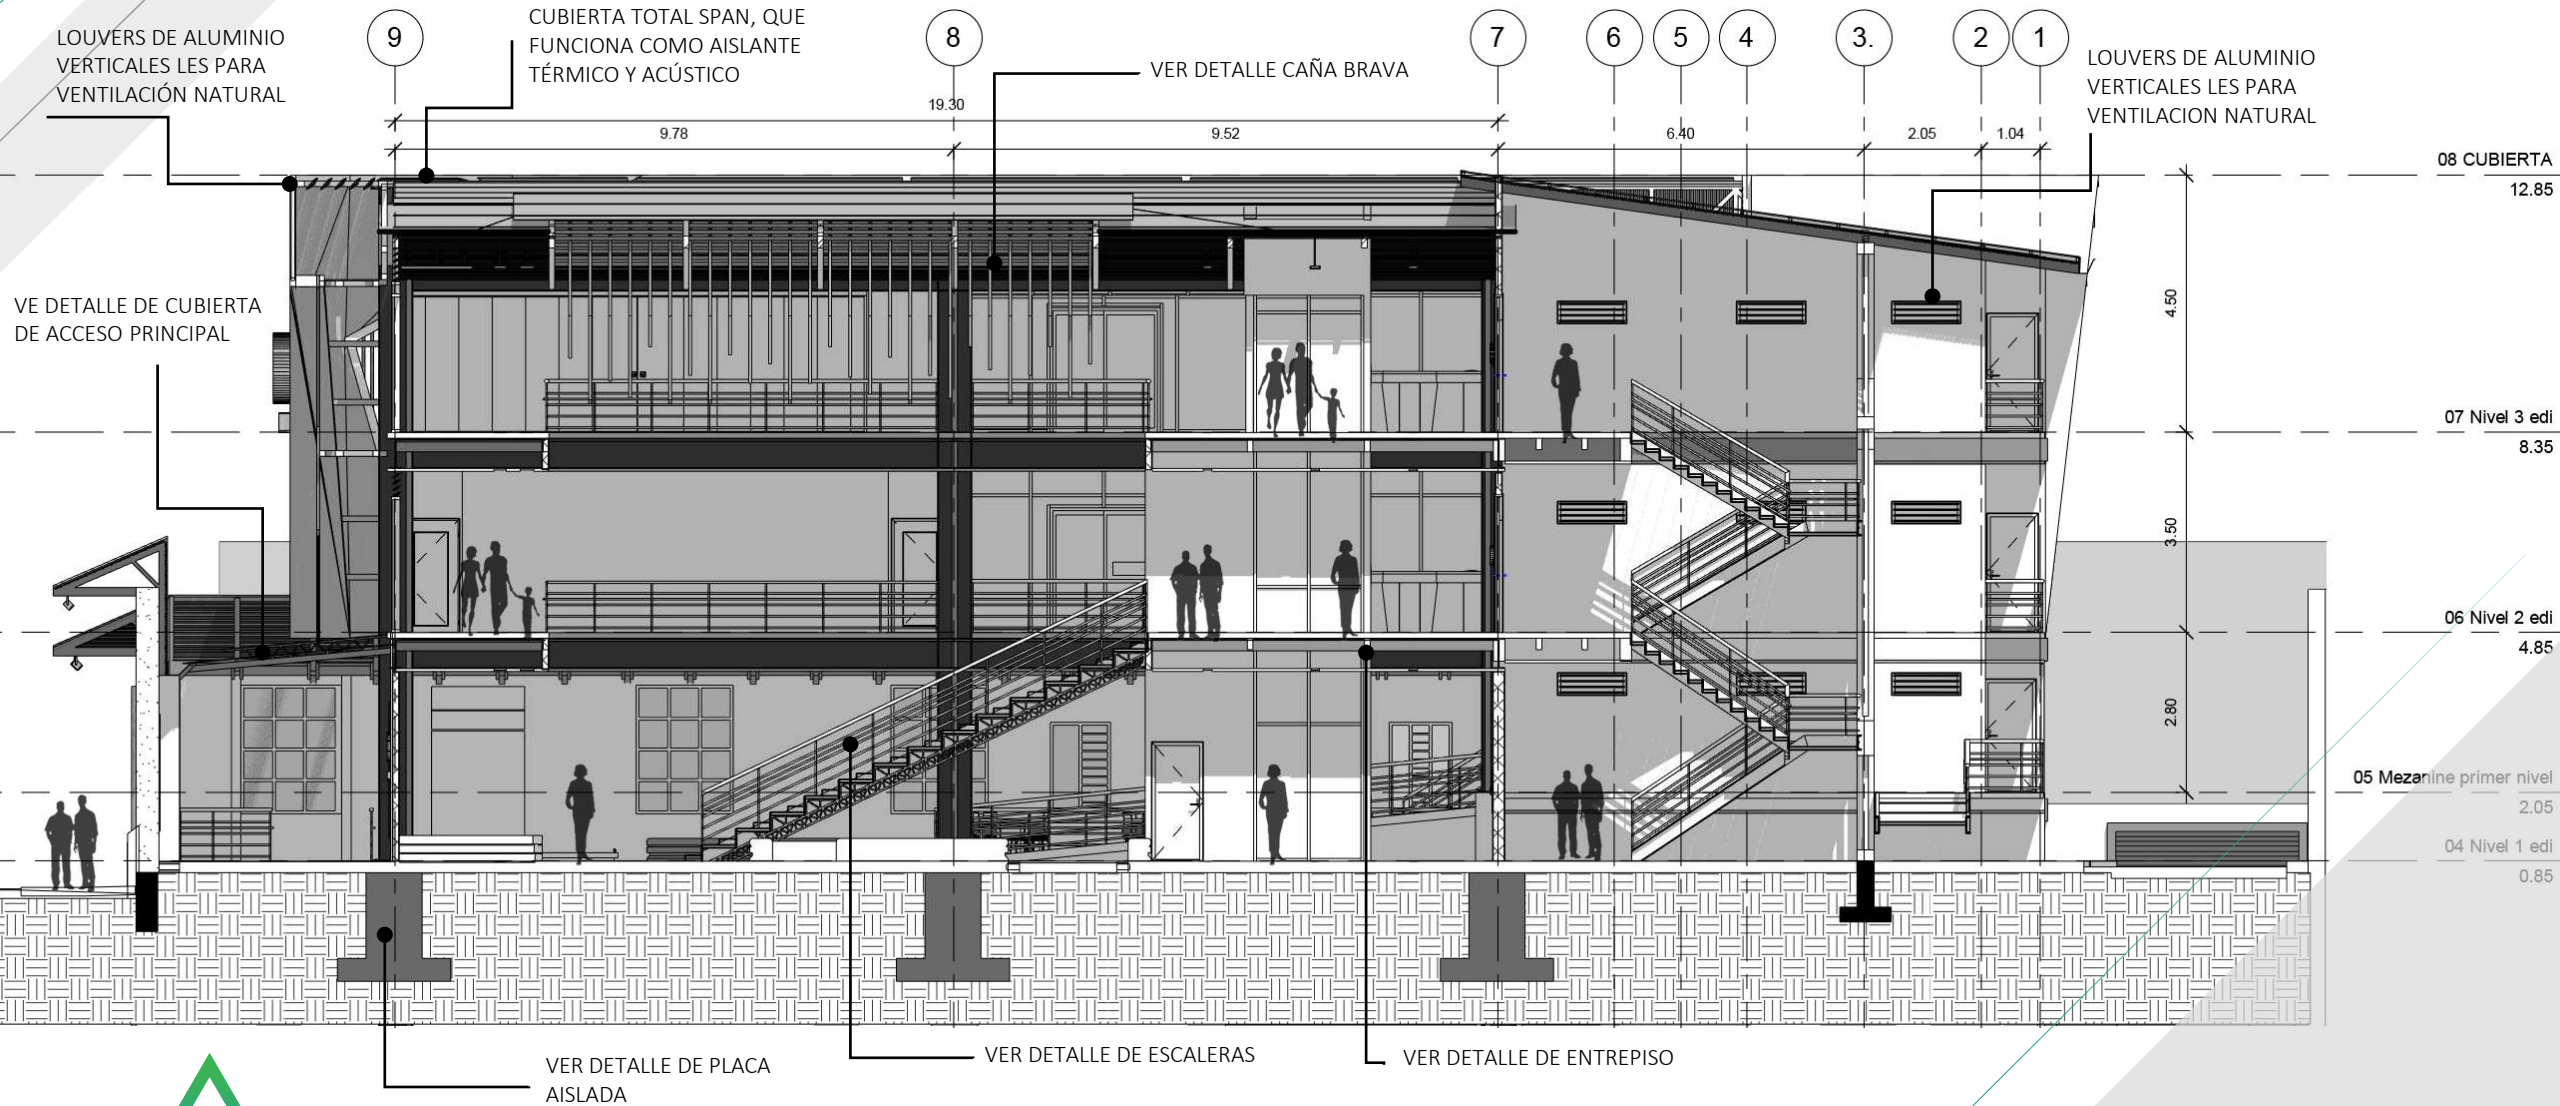 LOUVERS DE ALUMINIO
VERTICALES LES PARA
VENTILACIÓN NATURAL
CUBIERTA TOTAL SPAN, QUE
FUNCIONA COMO AISLANTE
TÉRMICO Y ACÚSTICO
VER DETALLE CAÑA BRAVA
LOUVERS DE ALUMINIO
VERTICALES LES PARA
VENTILACION NATURAL
9
8
7
6
5
4
3.
2
1
19.30
9.78
9.52
6.40
2.05
1.04
08 CUBIERTA
12.85
4.50
VE DETALLE DE CUBIERTA
DE ACCESO PRINCIPAL
07 Nivel 3 edi
8.35
3.50
06 Nivel 2 edi
4.85
2.80
05 Mezanine primer nivel
2.05
04 Nivel 1 edi
0.85
VER DETALLE DE PLACA
AISLADA
VER DETALLE DE ESCALERAS
VER DETALLE DE ENTREPISO